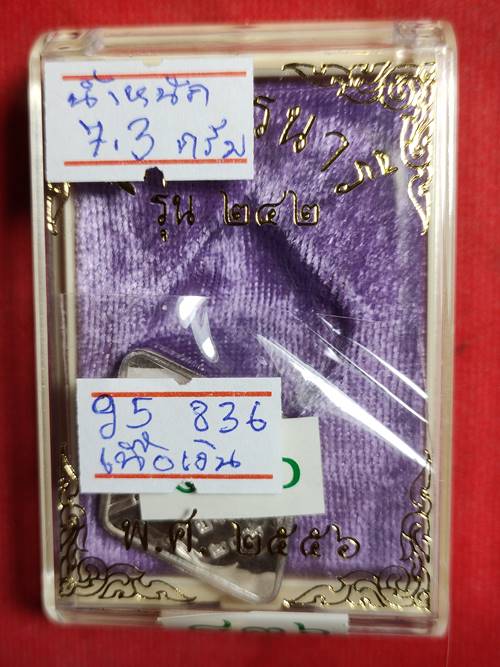 น้ำหนัก
7.3 กรัม
รุ่น ๒๔๒
95 836
เนื้อเงิน
พ.ศ. ๒๕๕๖